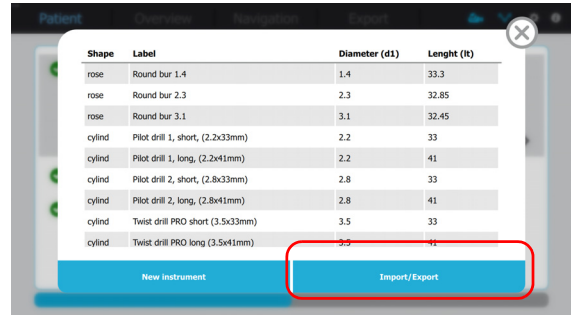 Patient Overview Navigation Export
Shape Label Diameter (d1) Lenght (lt)
rose Round bur 1.4 1.4 33.3
rose Round bur 2.3 2.3 32.85
rose Round bur 3.1 3.1 32.45
cylind Pilot drill 1, short, (2.2x33mm) 2.2 33
cylind Pilot drill 1, long, (2.2x41mm) 2.2 41
cylind Pilot drill 2, short, (2.8x33mm) 2.8 33
cylind Pilot drill 2, long, (2.8x41mm) 2.8 41
cylind Twist drill PRO short (3.5x33mm) 3.5 33
cylind Twist drill PRO long (3.5x41mm) 3.5 41
New instrument Import/Export